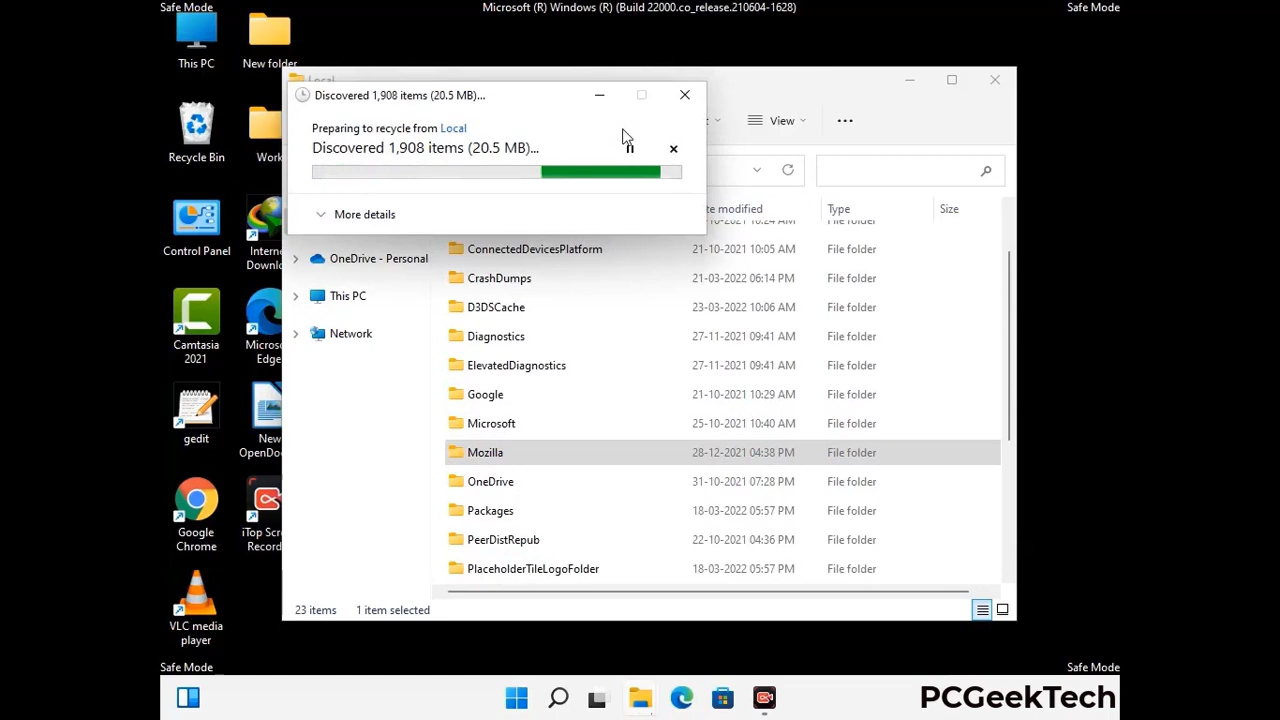 Safe Mode
Microsoft (R) Windows (R) (Build 22000.co_release.210604-1628)
Safe Mode
This PC
New folder
Recycle Bin
Work
Control Panel
Internet
Downlo
Camtasia
2021
Micros
Edge
gedit
New
OpenDoc
Google
Chrome
iTop Scre
Record
VLC media
player
Local
Discovered 1,908 items (20.5 MB)...
Preparing to recycle from Local
Discovered 1,908 items (20.5 MB)...
More details
View
te modified
Type
Size
File folder
OneDrive - Personal
This PC
Network
ConnectedDevicesPlatform 21-10-2021 10:05 AM File folder
CrashDumps 21-03-2022 06:14 PM File folder
D3DSCache 23-03-2022 10:06 AM File folder
Diagnostics 27-11-2021 09:41 AM File folder
ElevatedDiagnostics 27-11-2021 09:41 AM File folder
Google 21-10-2021 10:29 AM File folder
Microsoft 25-10-2021 10:40 AM File folder
Mozilla 28-12-2021 04:38 PM File folder
OneDrive 31-10-2021 07:28 PM File folder
Packages 18-03-2022 05:57 PM File folder
PeerDistRepub 22-10-2021 04:36 PM File folder
PlaceholderTileLogoFolder 18-03-2022 05:57 PM File folder
23 items
1 item selected
Safe Mode
Safe Mode
PCGeekTech